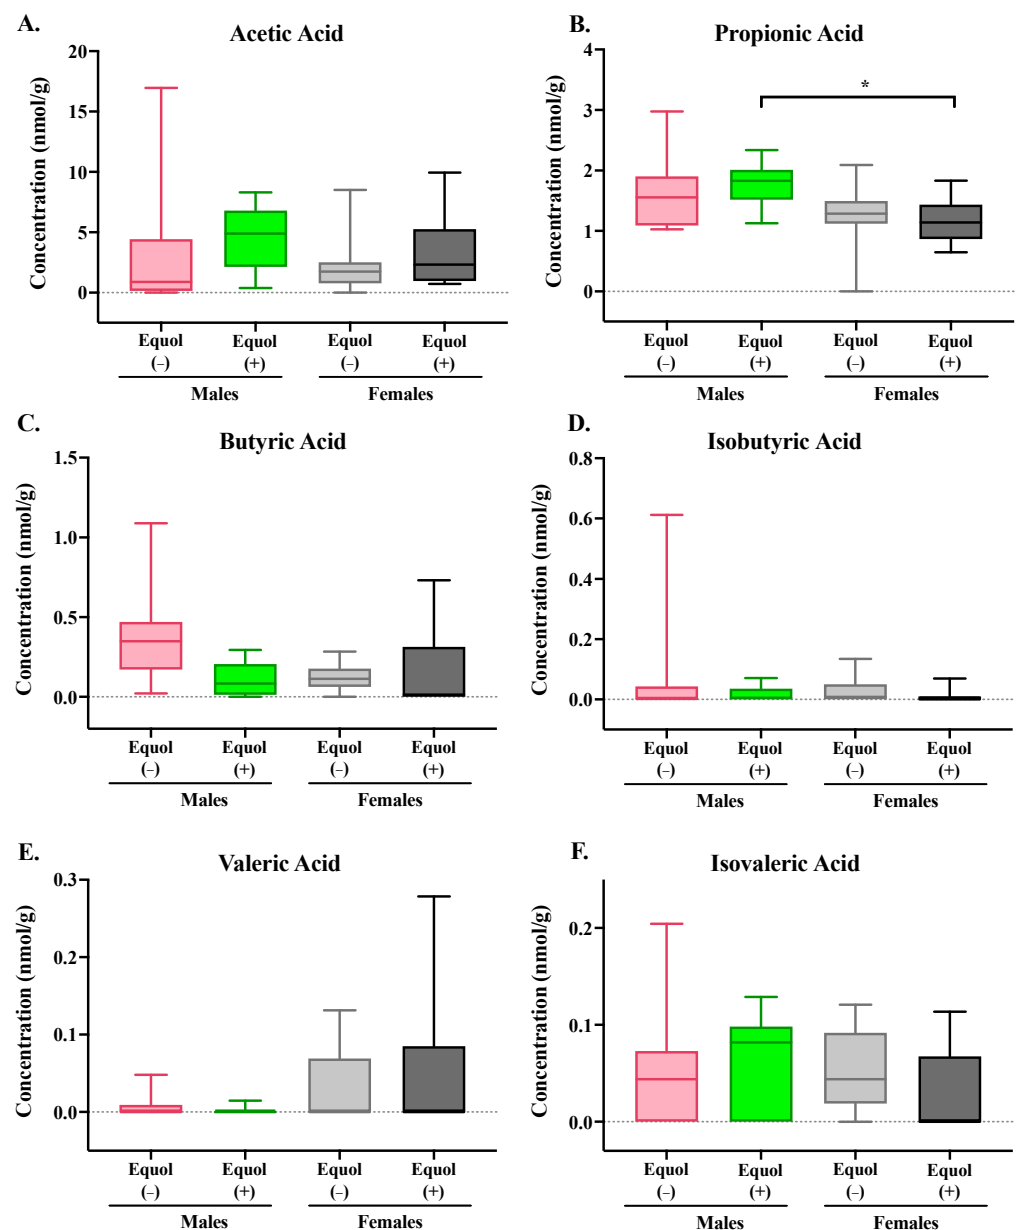 A.
Acetic Acid
Concentration (nmol/g)
20
15
10
5
0
Equol Equol Equol Equol
(–) (+) (–) (+)
Males Females
B.
Propionic Acid
Concentration (nmol/g)
4
3
2
1
0
*
Equol Equol Equol Equol
(–) (+) (–) (+)
Males Females
C.
Butyric Acid
Concentration (nmol/g)
1.5
1.0
0.5
0.0
Equol Equol Equol Equol
(–) (+) (–) (+)
Males Females
D.
Isobutyric Acid
Concentration (nmol/g)
0.8
0.6
0.4
0.2
0.0
Equol Equol Equol Equol
(–) (+) (–) (+)
Males Females
E.
Valeric Acid
Concentration (nmol/g)
0.3
0.2
0.1
0.0
Equol Equol Equol Equol
(–) (+) (–) (+)
Males Females
F.
Isovaleric Acid
Concentration (nmol/g)
0.2
0.1
0.0
Equol Equol Equol Equol
(–) (+) (–) (+)
Males Females